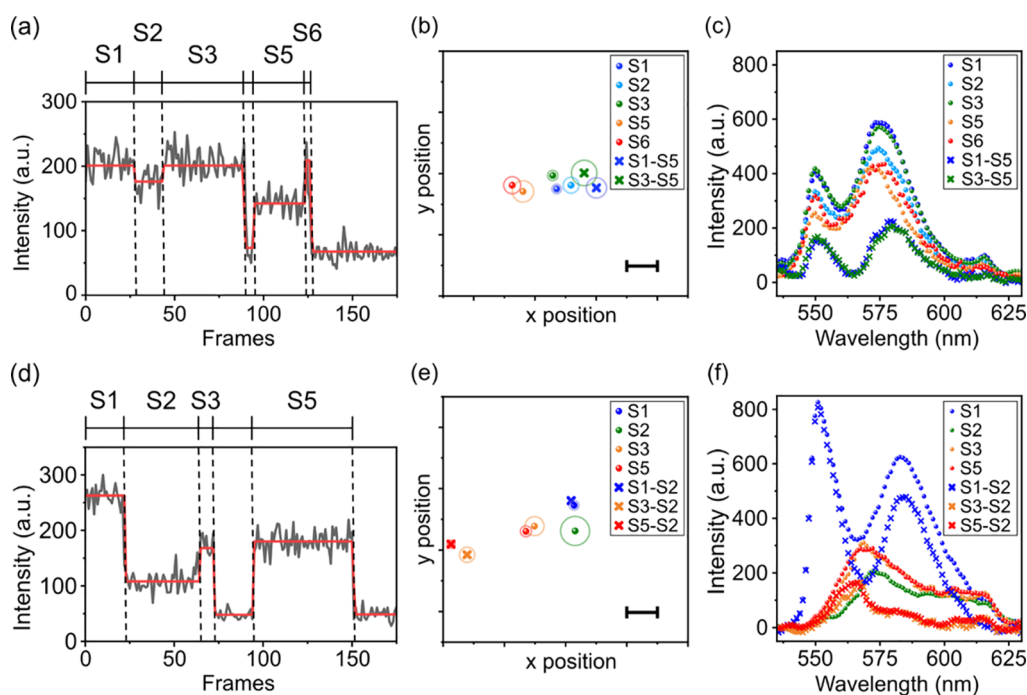 (a)
S1 S2 S3 S5 S6
Intensity (a.u.)
300
200
100
0
0 50 100 150
Frames
(b)
y position
x position
S1
S2
S3
S5
S6
S1-S5
S3-S5
(c)
Intensity (a.u.)
800
600
400
200
0
550 575 600 625
Wavelength (nm)
S1
S2
S3
S5
S6
S1-S5
S3-S5
(d)
S1 S2 S3 S5
Intensity (a.u.)
400
300
200
100
0
0 50 100 150
Frames
(e)
y position
x position
S1
S2
S3
S5
S1-S2
S3-S2
S5-S2
(f)
Intensity (a.u.)
800
600
400
200
0
550 575 600 625
Wavelength (nm)
S1
S2
S3
S5
S1-S2
S3-S2
S5-S2